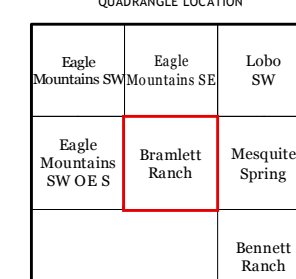 QUADRANGLE LOCATION
Eagle
Mountains SW
Eagle
Mountains SE
Lobo
SW
Eagle
Mountains
SW OE S
Bramlett
Ranch
Mesquite
Spring
Bennett
Ranch